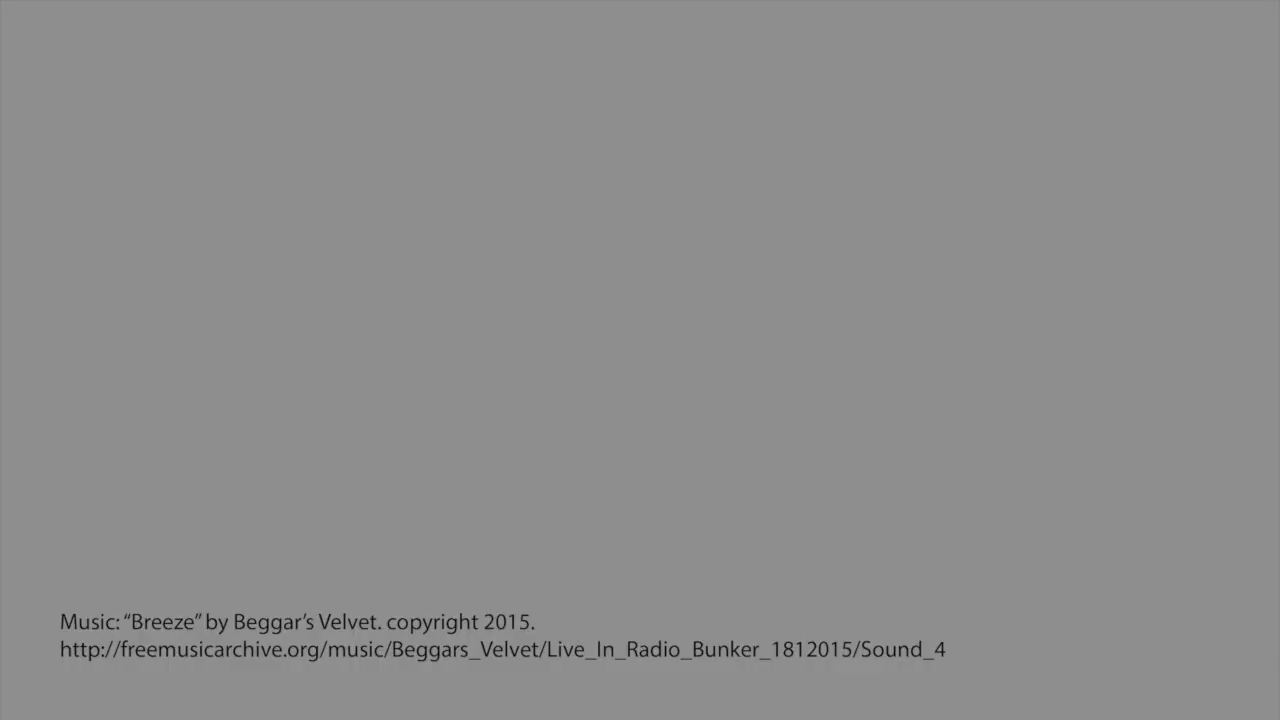 Music: “Breeze” by Beggar’s Velvet. copyright 2015.
http://freemusicarchive.org/music/Beggars_Velvet/Live_In_Radio_Bunker_1812015/Sound_4